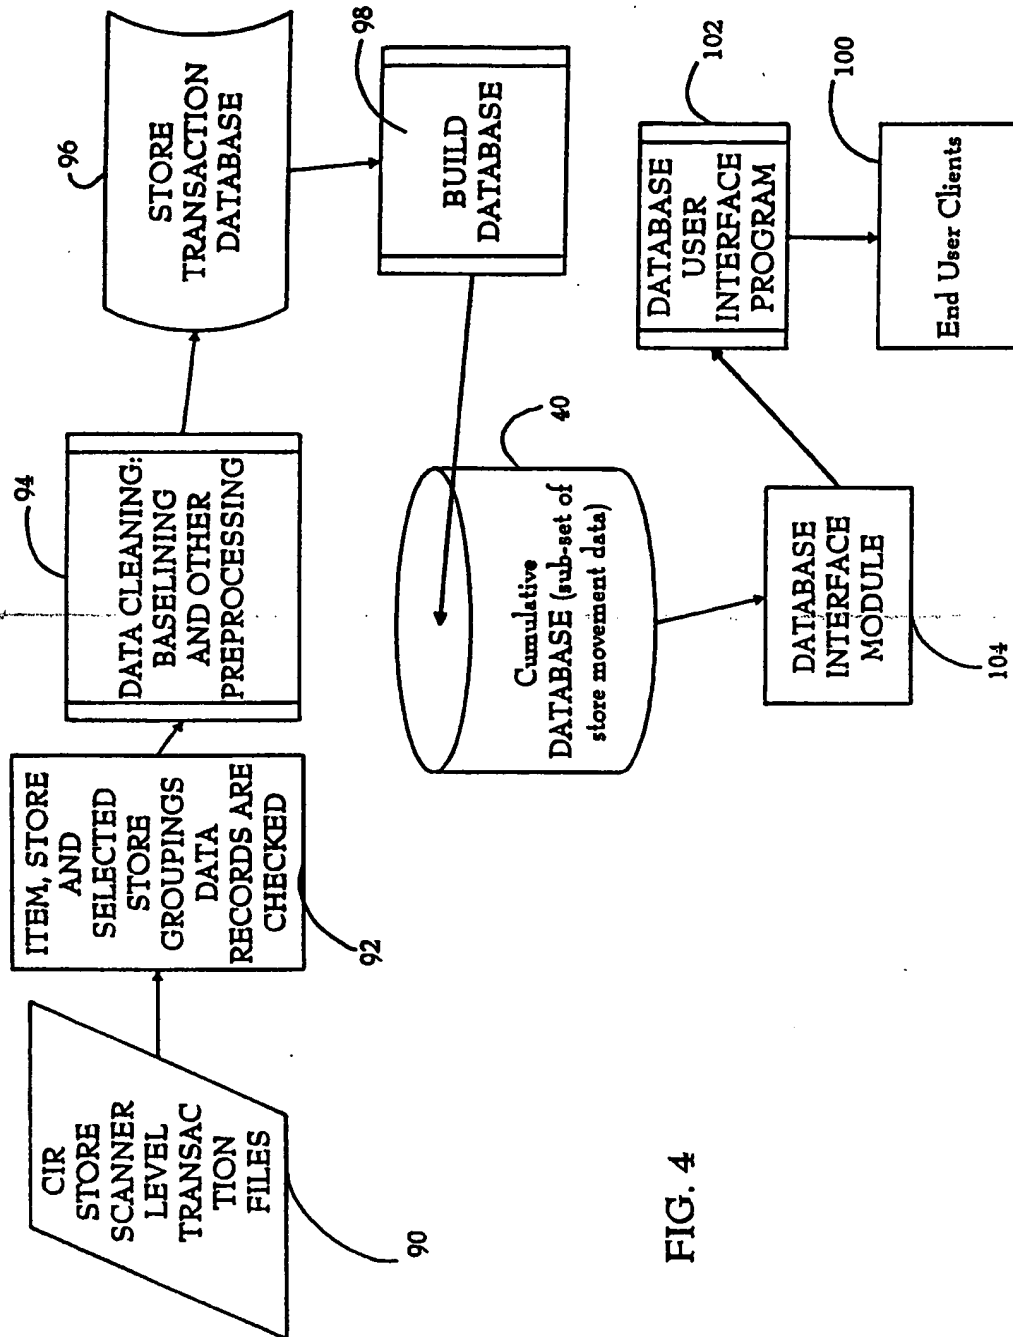 CIR
STORE
SCANNER
LEVEL
TRANSAC
TION
FILES
90
ITEM, STORE
AND
SELECTED
STORE
GROUPINGS
DATA
RECORDS ARE
CHECKED
92
94
DATA CLEANING:
BASELINING
AND OTHER
PREPROCESSING
96
STORE
TRANSACTION
DATABASE
98
BUILD
DATABASE
40
Cumulative
DATABASE (sub-set of
store movement data)
DATABASE
INTERFACE
MODULE
104
102
DATABASE
USER
INTERFACE
PROGRAM
100
End User Clients
FIG. 4